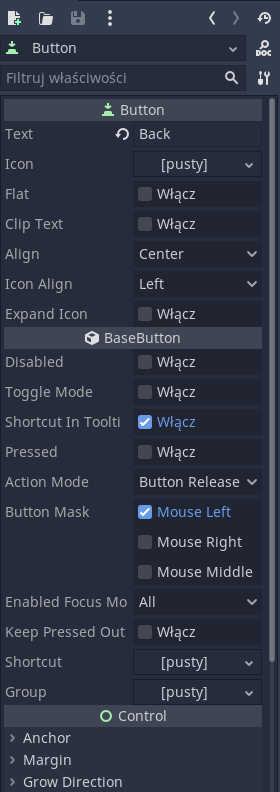 Button
DOC
Filtruj właściwości
Button
Text Back
Icon [pusty]
Flat Włącz
Clip Text Włącz
Align Center
Icon Align Left
Expand Icon Włącz
BaseButton
Disabled Włącz
Toggle Mode Włącz
Shortcut In Toolti Włącz
Pressed Włącz
Action Mode Button Release
Button Mask Mouse Left
Mouse Right
Mouse Middle
Enabled Focus Mo All
Keep Pressed Out Włącz
Shortcut [pusty]
Group [pusty]
Control
Anchor
Margin
Grow Direction